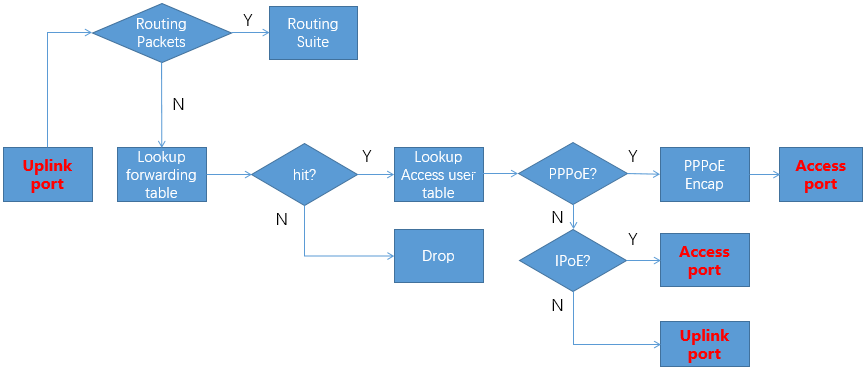 Routing
Packets
Y
Routing
Suite
N
Uplink
port
Lookup
forwarding
table
hit?
Y
Lookup
Access user
table
PPPoE?
Y
PPPoE
Encap
Access
port
N
Drop
N
IPoE?
Y
Access
port
N
Uplink
port